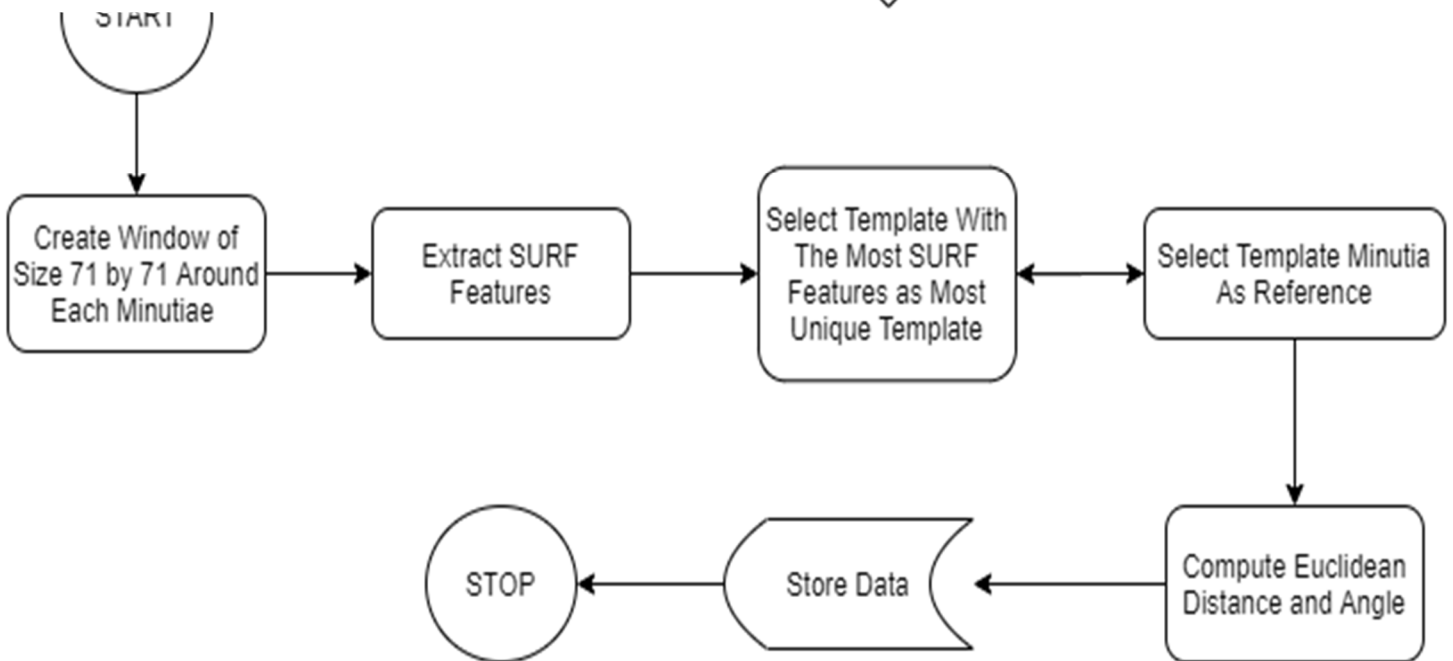 START
Create Window of
Size 71 by 71 Around
Each Minutiae
Extract SURF
Features
Select Template With
The Most SURF
Features as Most
Unique Template
Select Template Minutia
As Reference
Compute Euclidean
Distance and Angle
Store Data
STOP